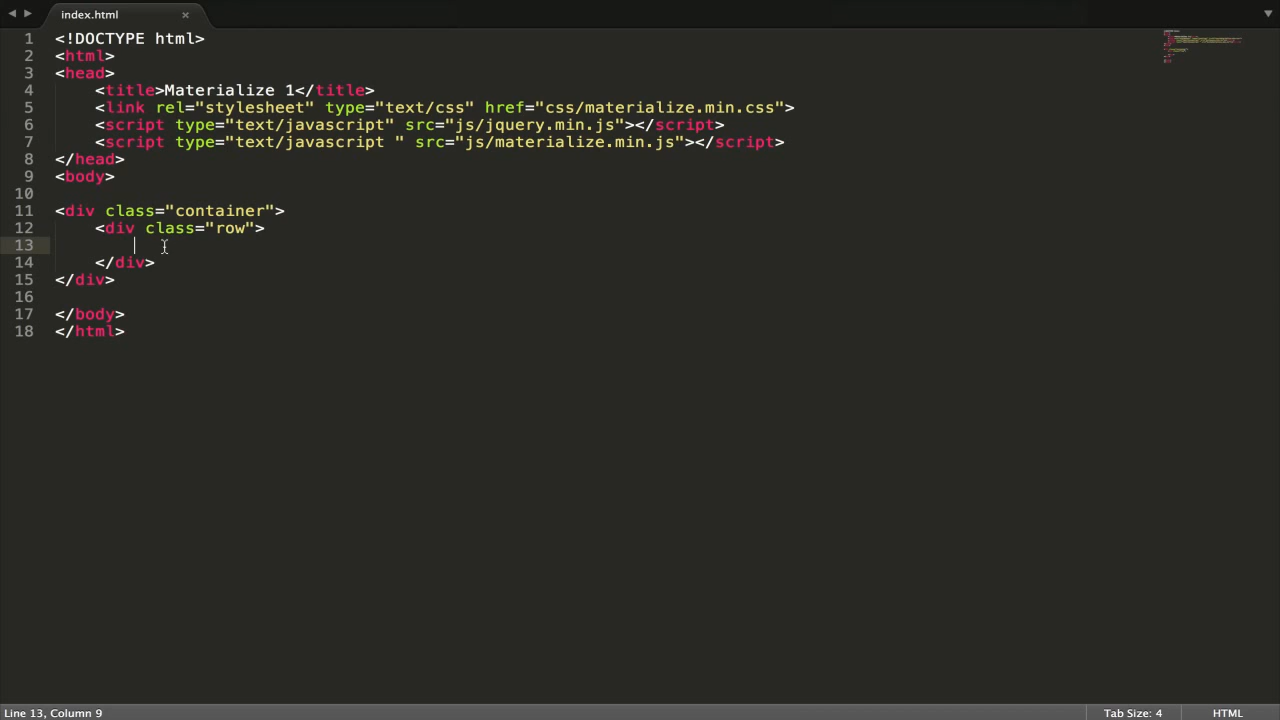 index.html
1 <!DOCTYPE html>
2 <html>
3 <head>
4 <title>Materialize 1</title>
5 <link rel="stylesheet" type="text/css" href="css/materialize.min.css">
6 <script type="text/javascript" src="js/jquery.min.js"></script>
7 <script type="text/javascript " src="js/materialize.min.js"></script>
8 </head>
9 <body>
10
11 <div class="container">
12 <div class="row">
13
14 </div>
15 </div>
16
17 </body>
18 </html>
Line 13, Column 9
Tab Size: 4
HTML